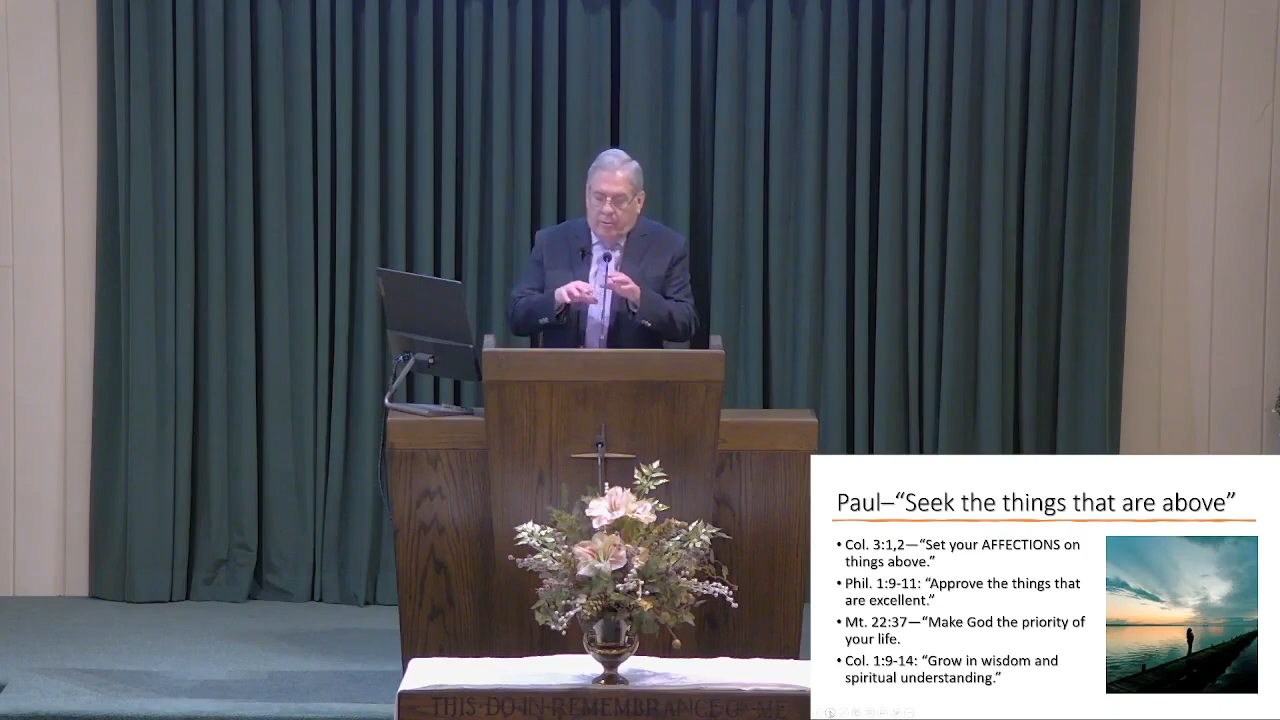 Paul–“Seek the things that are above”
• Col. 3:1,2—“Set your AFFECTIONS on
things above.”
• Phil. 1:9-11: “Approve the things that
are excellent.”
• Mt. 22:37—“Make God the priority of
your life.
• Col. 1:9-14: “Grow in wisdom and
spiritual understanding.”
THIS·DO·IN·REMEMBRANCE·OF·ME